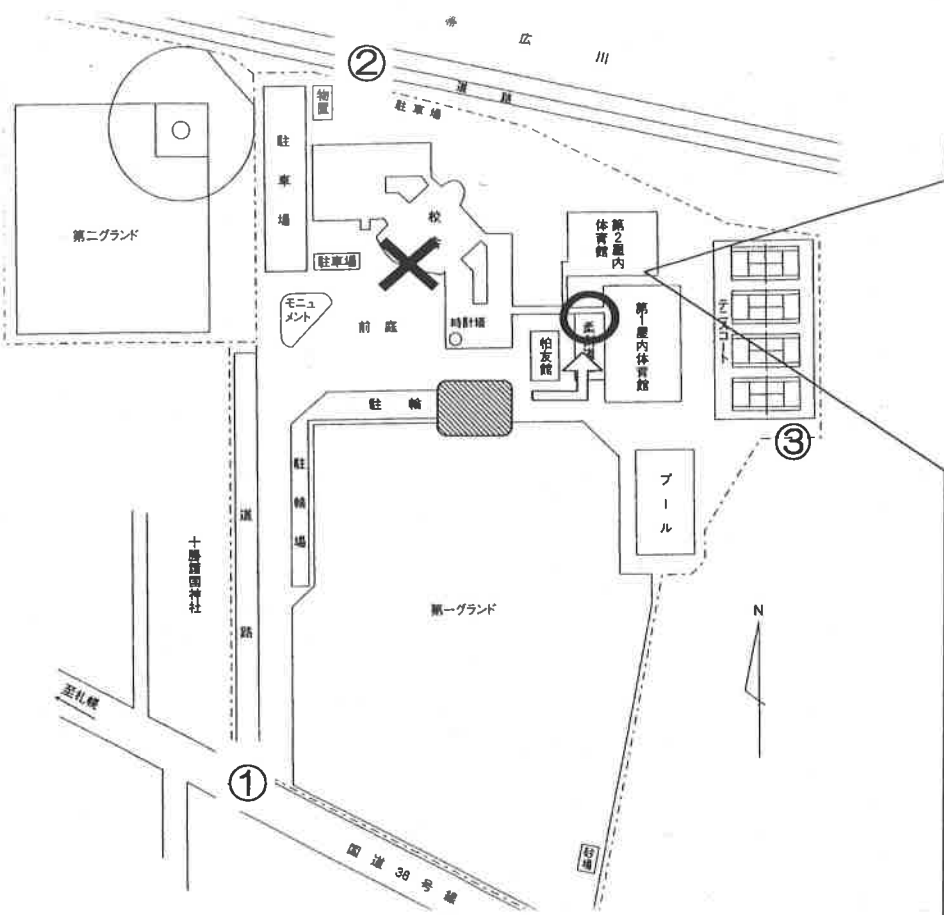 帯広川
道路
②
物置
駐車場
駐車場
第二グランド
校舎
第2屋内
体育館
駐車場
テニスコート
モニュ
メント
前庭
時計塔
柏友館
第1屋内体育館
駐輪
③
駐輪場
プール
道路
十勝護国神社
第一グランド
N
至札幌
①
国道38号線